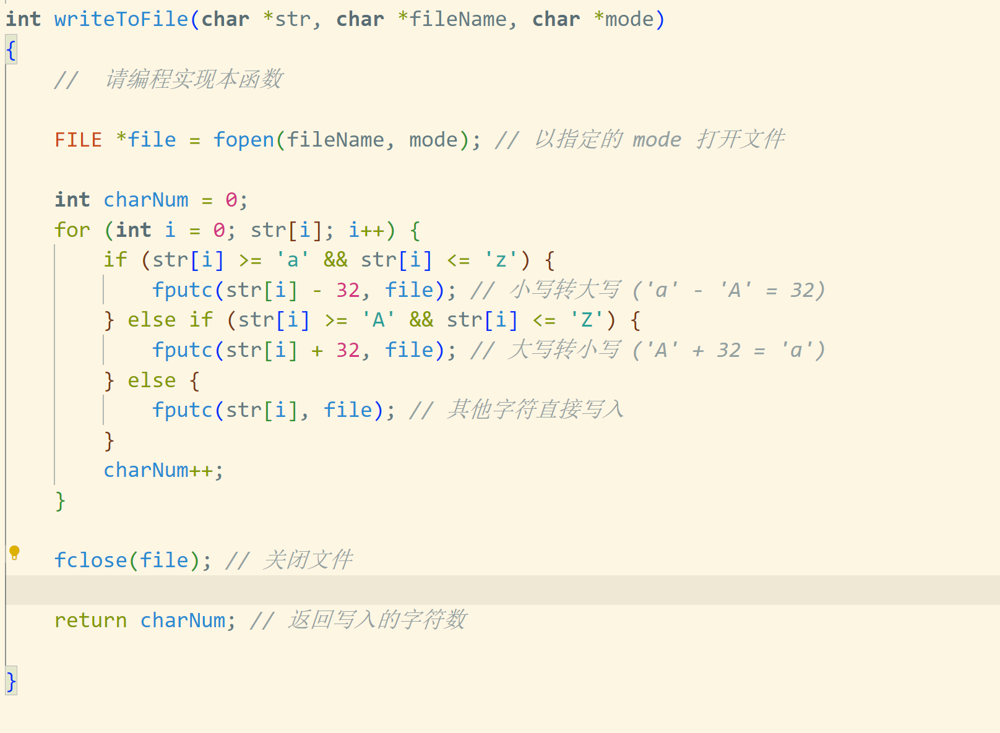 int writeToFile(char *str, char *fileName, char *mode)
{
    //  请编程实现本函数
    FILE *file = fopen(fileName, mode); // 以指定的 mode 打开文件
    int charNum = 0;
    for (int i = 0; str[i]; i++) {
        if (str[i] >= 'a' && str[i] <= 'z') {
            fputc(str[i] - 32, file); // 小写转大写 ('a' - 'A' = 32)
        } else if (str[i] >= 'A' && str[i] <= 'Z') {
            fputc(str[i] + 32, file); // 大写转小写 ('A' + 32 = 'a')
        } else {
            fputc(str[i], file); // 其他字符直接写入
        }
        charNum++;
    }
    fclose(file); // 关闭文件
    return charNum; // 返回写入的字符数
}